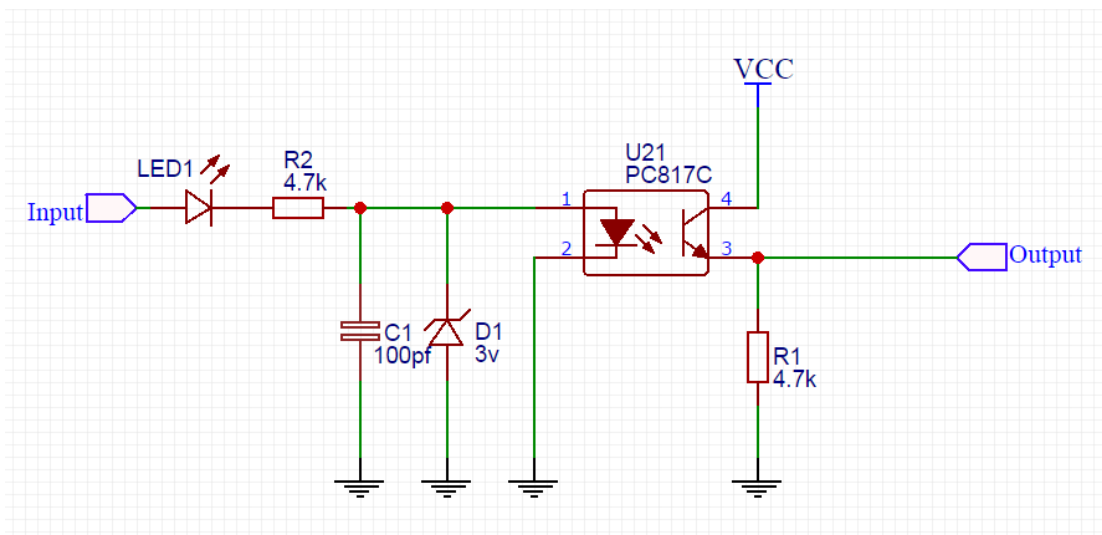 VCC
U21
PC817C
LED1
R2
4.7k
Input
1
4
2
3
Output
C1
100pf
D1
3v
R1
4.7k